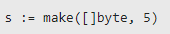 s := make([]byte, 5)